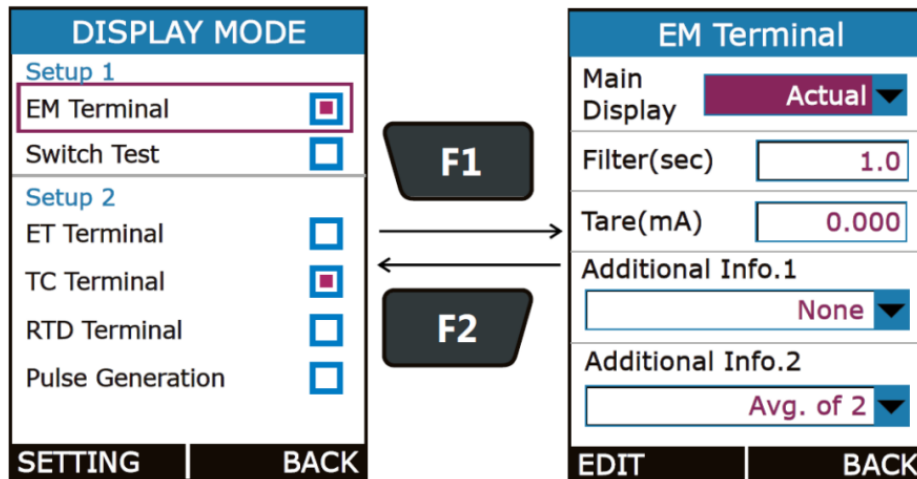 DISPLAY MODE
Setup 1
EM Terminal
Switch Test
Setup 2
ET Terminal
TC Terminal
RTD Terminal
Pulse Generation
SETTING BACK
F1
F2
EM Terminal
Main
Display
Actual
Filter(sec) 1.0
Tare(mA) 0.000
Additional Info.1
None
Additional Info.2
Avg. of 2
EDIT BACK